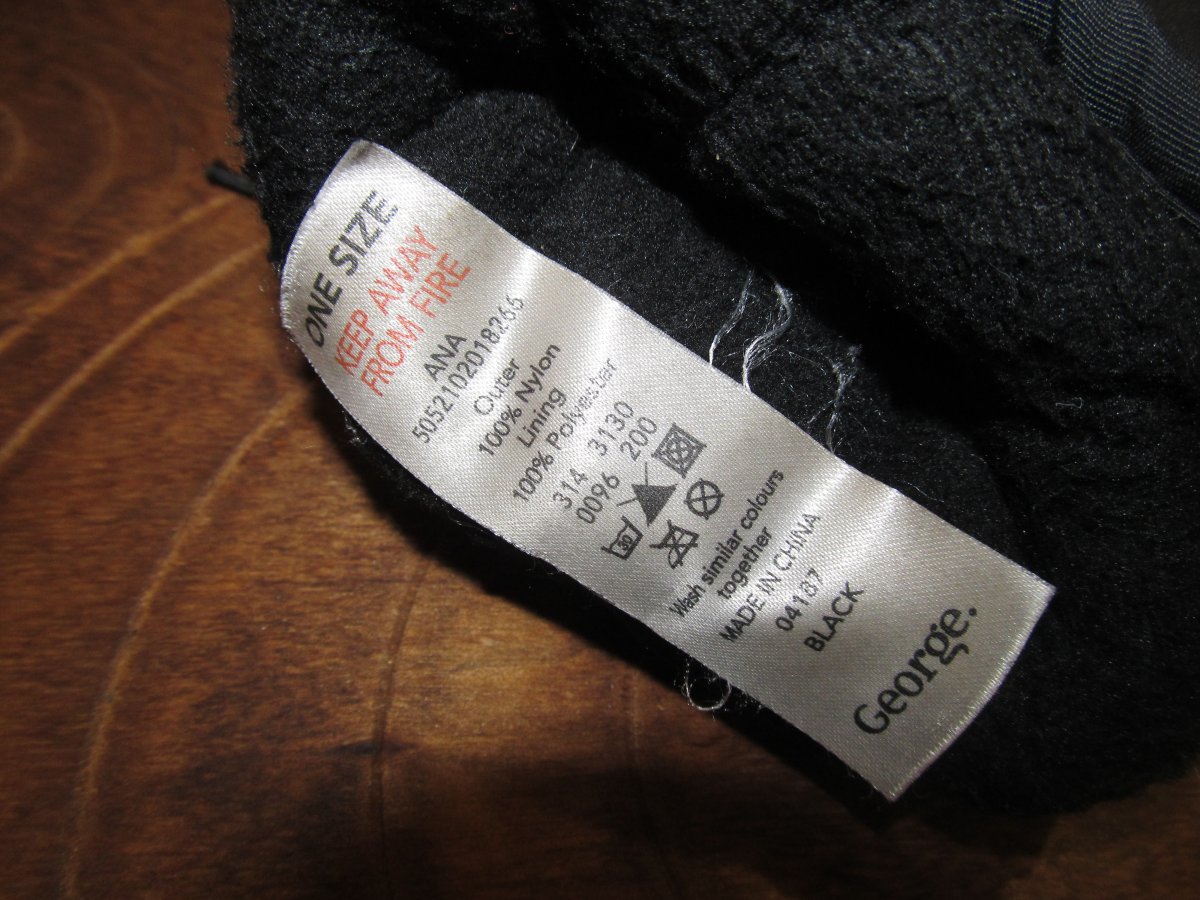 ONE SIZE
KEEP AWAY
FROM FIRE
ANA
5052102018266
Outer
100% Nylon
Lining
100% Polyester
314 3130
0096 200
30
Wash similar colours
together
MADE IN CHINA
04187
BLACK
George.